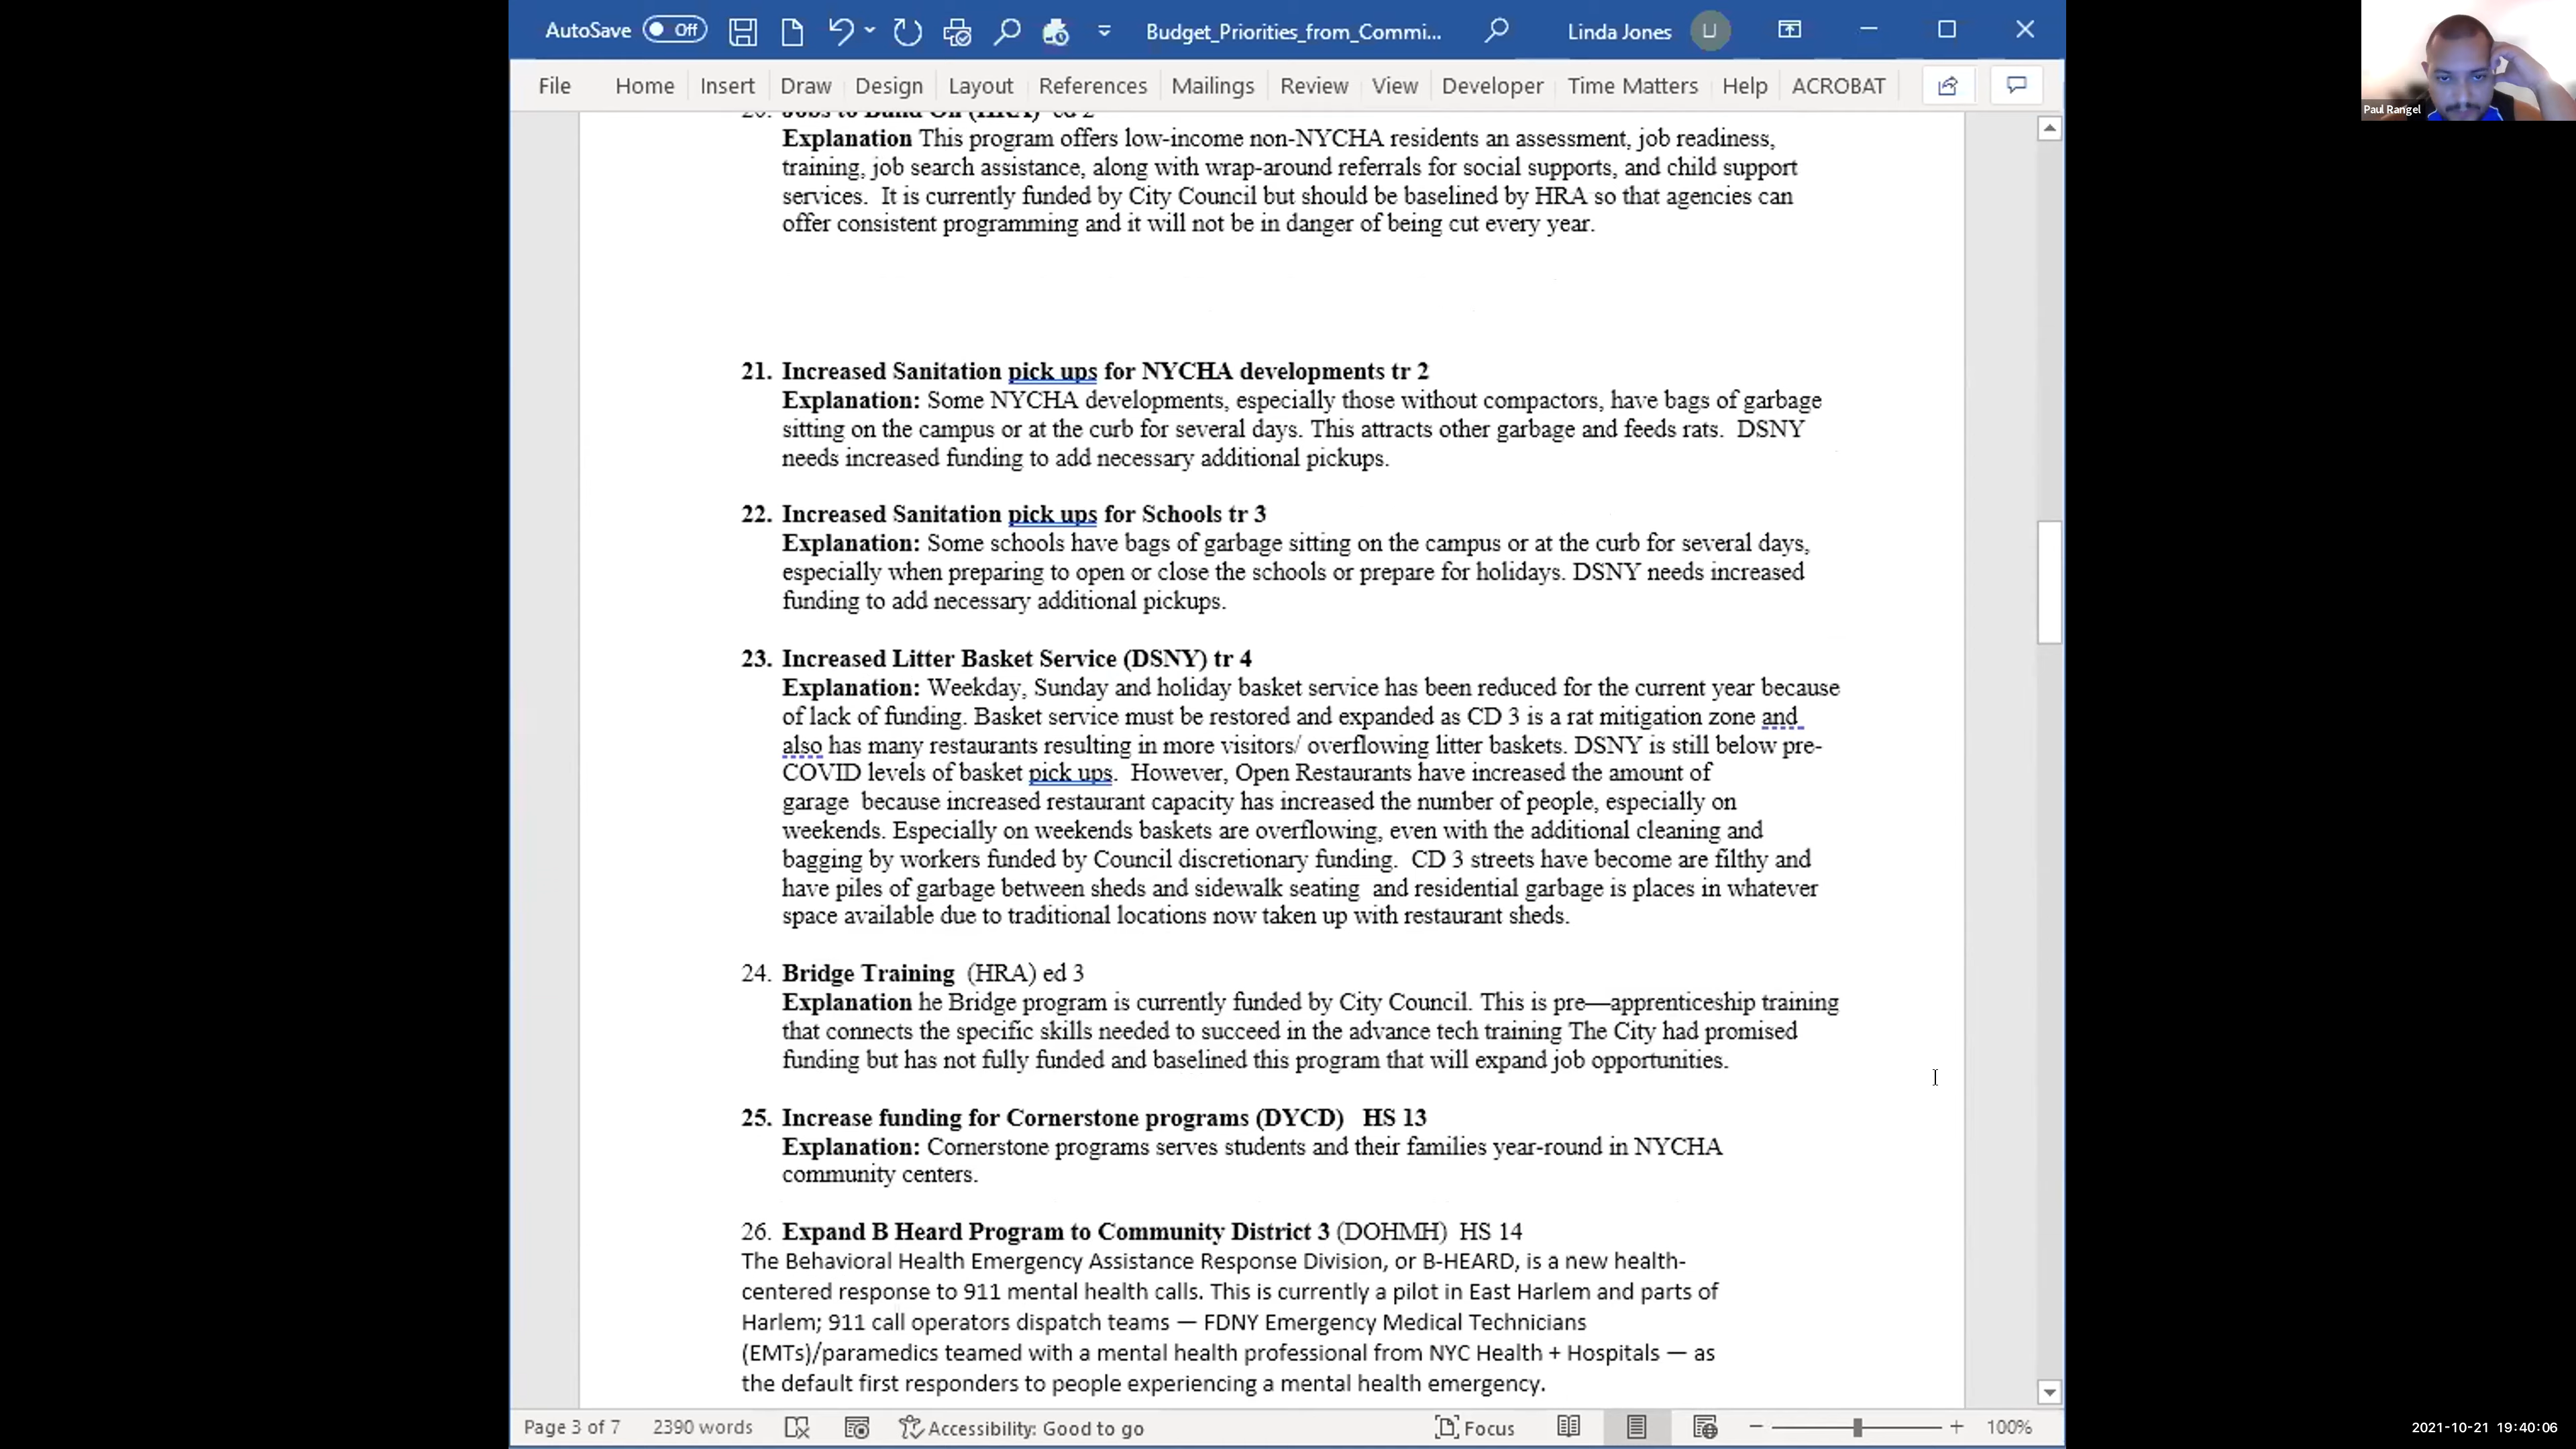 AutoSave Off Budget_Priorities_from_Commi... Linda Jones LJ
File Home Insert Draw Design Layout References Mailings Review View Developer Time Matters Help ACROBAT
Paul Rangel
20. Jobs to Build On (HRA) ed 2
Explanation This program offers low-income non-NYCHA residents an assessment, job readiness,
training, job search assistance, along with wrap-around referrals for social supports, and child support
services. It is currently funded by City Council but should be baselined by HRA so that agencies can
offer consistent programming and it will not be in danger of being cut every year.
21. Increased Sanitation pick ups for NYCHA developments tr 2
Explanation: Some NYCHA developments, especially those without compactors, have bags of garbage
sitting on the campus or at the curb for several days. This attracts other garbage and feeds rats. DSNY
needs increased funding to add necessary additional pickups.
22. Increased Sanitation pick ups for Schools tr 3
Explanation: Some schools have bags of garbage sitting on the campus or at the curb for several days,
especially when preparing to open or close the schools or prepare for holidays. DSNY needs increased
funding to add necessary additional pickups.
23. Increased Litter Basket Service (DSNY) tr 4
Explanation: Weekday, Sunday and holiday basket service has been reduced for the current year because
of lack of funding. Basket service must be restored and expanded as CD 3 is a rat mitigation zone and
also has many restaurants resulting in more visitors/ overflowing litter baskets. DSNY is still below pre-
COVID levels of basket pick ups. However, Open Restaurants have increased the amount of
garage because increased restaurant capacity has increased the number of people, especially on
weekends. Especially on weekends baskets are overflowing, even with the additional cleaning and
bagging by workers funded by Council discretionary funding. CD 3 streets have become are filthy and
have piles of garbage between sheds and sidewalk seating and residential garbage is places in whatever
space available due to traditional locations now taken up with restaurant sheds.
24. Bridge Training (HRA) ed 3
Explanation he Bridge program is currently funded by City Council. This is pre—apprenticeship training
that connects the specific skills needed to succeed in the advance tech training The City had promised
funding but has not fully funded and baselined this program that will expand job opportunities.
25. Increase funding for Cornerstone programs (DYCD) HS 13
Explanation: Cornerstone programs serves students and their families year-round in NYCHA
community centers.
26. Expand B Heard Program to Community District 3 (DOHMH) HS 14
The Behavioral Health Emergency Assistance Response Division, or B-HEARD, is a new health-
centered response to 911 mental health calls. This is currently a pilot in East Harlem and parts of
Harlem; 911 call operators dispatch teams — FDNY Emergency Medical Technicians
(EMTs)/paramedics teamed with a mental health professional from NYC Health + Hospitals — as
the default first responders to people experiencing a mental health emergency.
Page 3 of 7 2390 words Accessibility: Good to go Focus 100%
2021-10-21 19:40:06